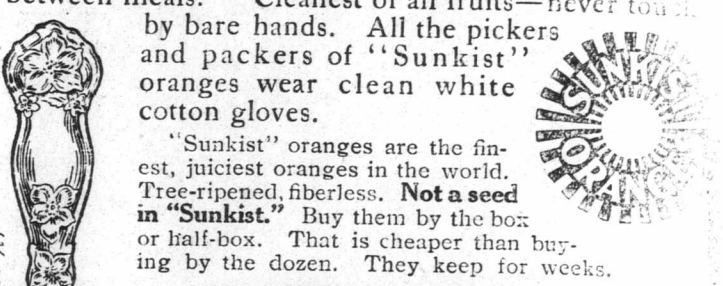 between meals. Cleanest of all fruits—never touch
by bare hands. All the pickers
and packers of "Sunkist"
oranges wear clean white
cotton gloves.
"Sunkist" oranges are the fin-
est, juiciest oranges in the world.
Tree-ripened, fiberless. Not a seed
in "Sunkist." Buy them by the box
or half-box. That is cheaper than buy-
ing by the dozen. They keep for weeks.
SUNKIST
ORANGES